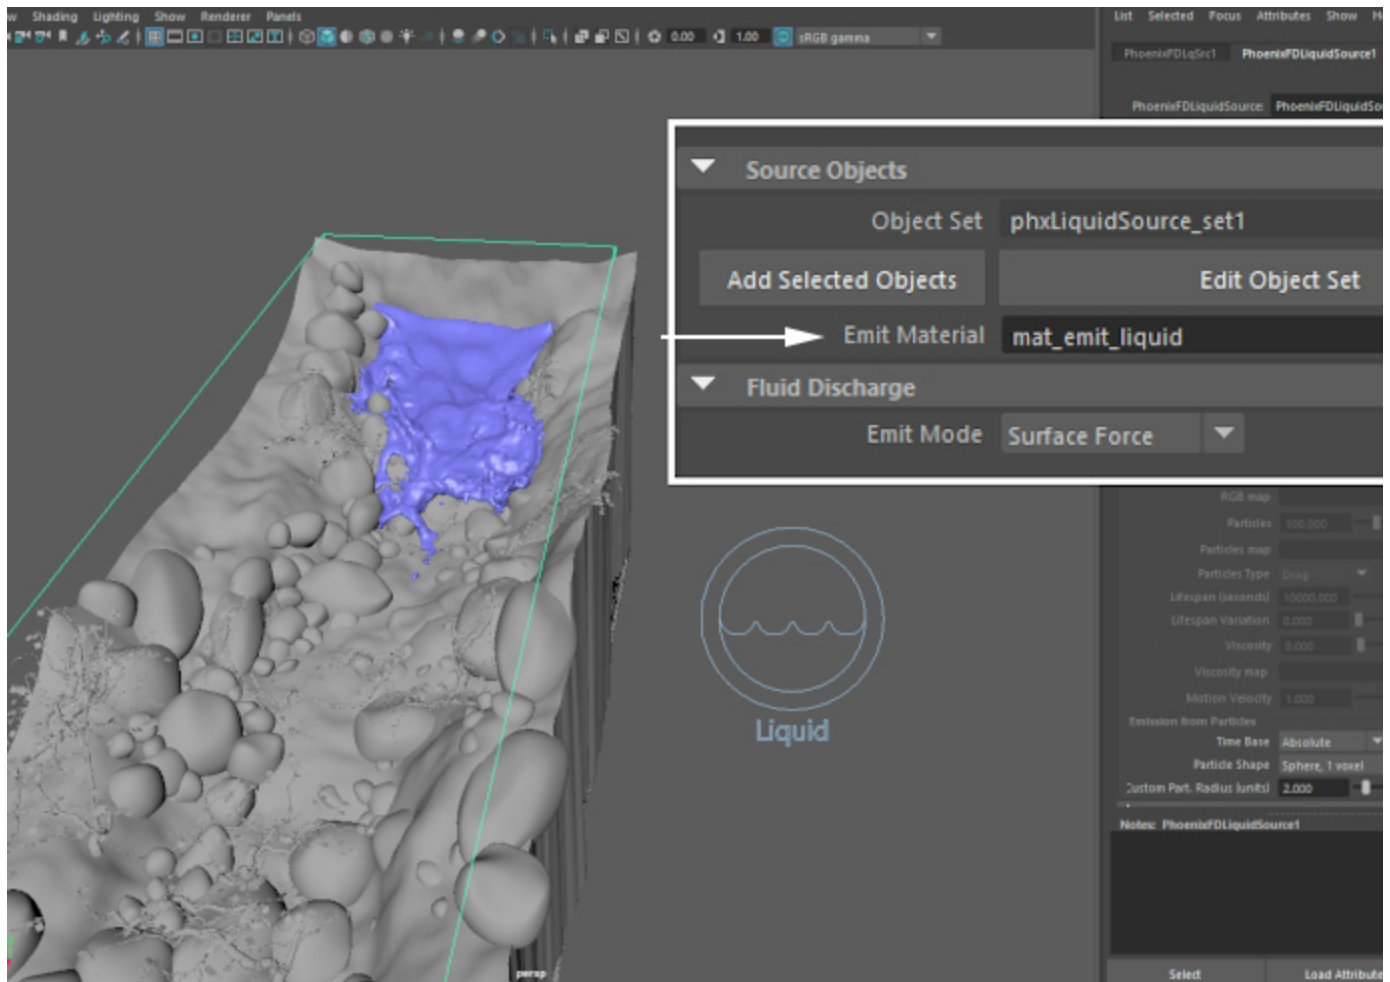 w Shading Lighting Show Renderer Panels
0.00 1.00 sRGB gamma
List Selected Focus Attributes Show H
PhoenixFDLqSrc1 PhoenixFDLiquidSource1
PhoenixFDLiquidSource: PhoenixFDLiquidSou
Source Objects
Object Set phxLiquidSource_set1
Add Selected Objects Edit Object Set
Emit Material mat_emit_liquid
Fluid Discharge
Emit Mode Surface Force
RGB map
Particles 100.000
Particles map
Particles Type Drag
Lifespan (seconds) 10000.000
Lifespan Variation 0.000
Viscosity 0.000
Viscosity map
Motion Velocity 1.000
Emission from Particles
Time Base Absolute
Particle Shape Sphere, 1 voxel
Custom Part. Radius (units) 2.000
Notes: PhoenixFDLiquidSource1
Liquid
persp
Select Load Attribute